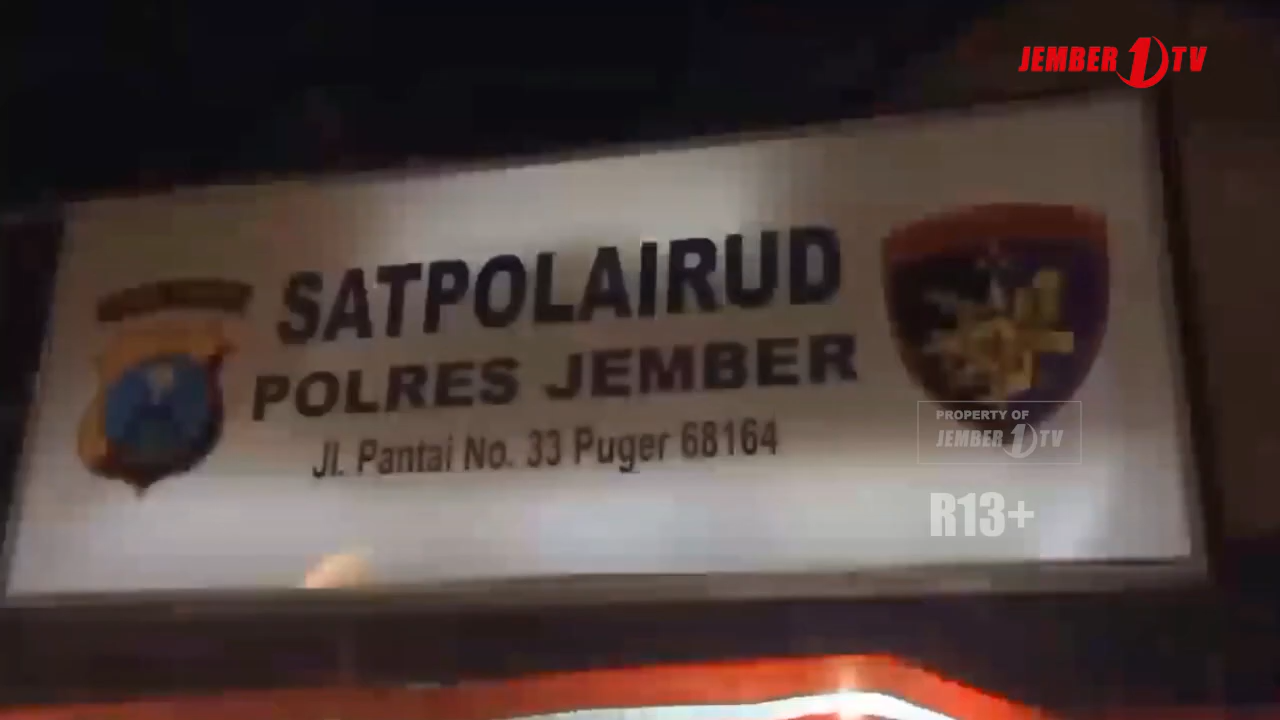 JEMBER 1 TV
SATPOLAIRUD
POLRES JEMBER
Jl. Pantai No. 33 Puger 68164
PROPERTY OF
JEMBER 1 TV
R13+